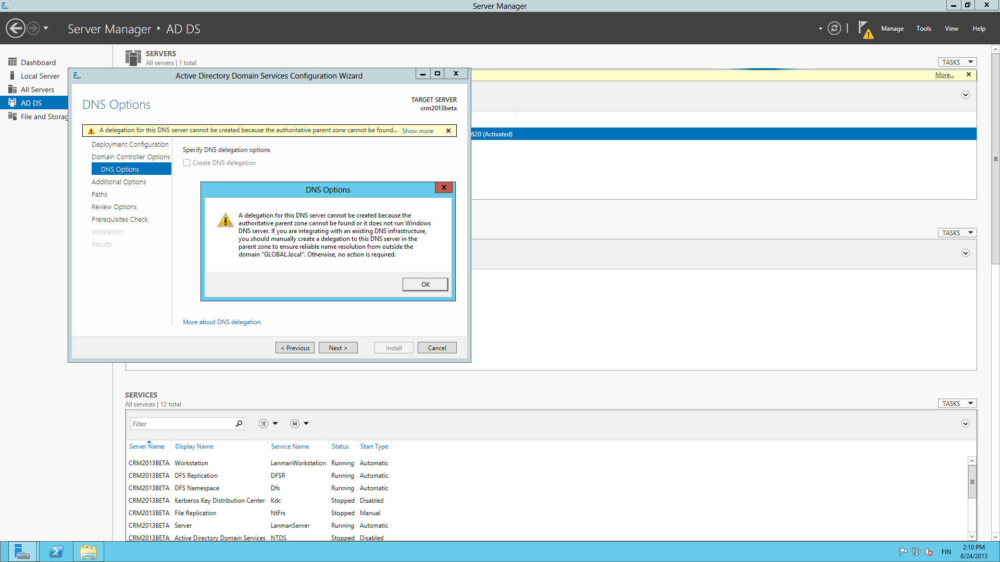 Server Manager
Server Manager ‣ AD DS
Manage Tools View Help
Dashboard
Local Server
All Servers
AD DS
File and Storag
SERVERS
All servers | 1 total
TASKS
More...
620 (Activated)
Active Directory Domain Services Configuration Wizard
DNS Options
TARGET SERVER
crm2013beta
A delegation for this DNS server cannot be created because the authoritative parent zone cannot be found... Show more
Deployment Configuration
Domain Controller Options
DNS Options
Additional Options
Paths
Review Options
Prerequisites Check
Installation
Results
Specify DNS delegation options
Create DNS delegation
DNS Options
A delegation for this DNS server cannot be created because the
authoritative parent zone cannot be found or it does not run Windows
DNS server. If you are integrating with an existing DNS infrastructure,
you should manually create a delegation to this DNS server in the
parent zone to ensure reliable name resolution from outside the
domain "GLOBAL.local". Otherwise, no action is required.
OK
More about DNS delegation
< Previous Next > Install Cancel
TASKS
SERVICES
All services | 12 total
TASKS
Filter
Server Name Display Name Service Name Status Start Type
CRM2013BETA Workstation LanmanWorkstation Running Automatic
CRM2013BETA DFS Replication DFSR Running Automatic
CRM2013BETA DFS Namespace Dfs Running Automatic
CRM2013BETA Kerberos Key Distribution Center Kdc Stopped Disabled
CRM2013BETA File Replication NtFrs Stopped Manual
CRM2013BETA Server LanmanServer Running Automatic
CRM2013BETA Active Directory Domain Services NTDS Stopped Disabled
FIN
2:10 PM
8/24/2013